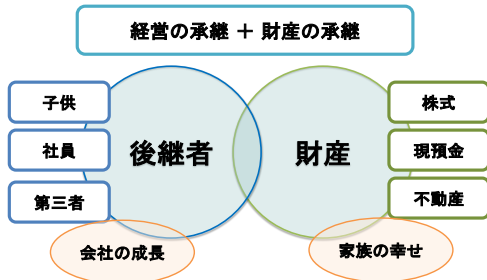 経営の承継 ＋ 財産の承継
子供
社員
第三者
後継者
財産
株式
現預金
不動産
会社の成長
家族の幸せ